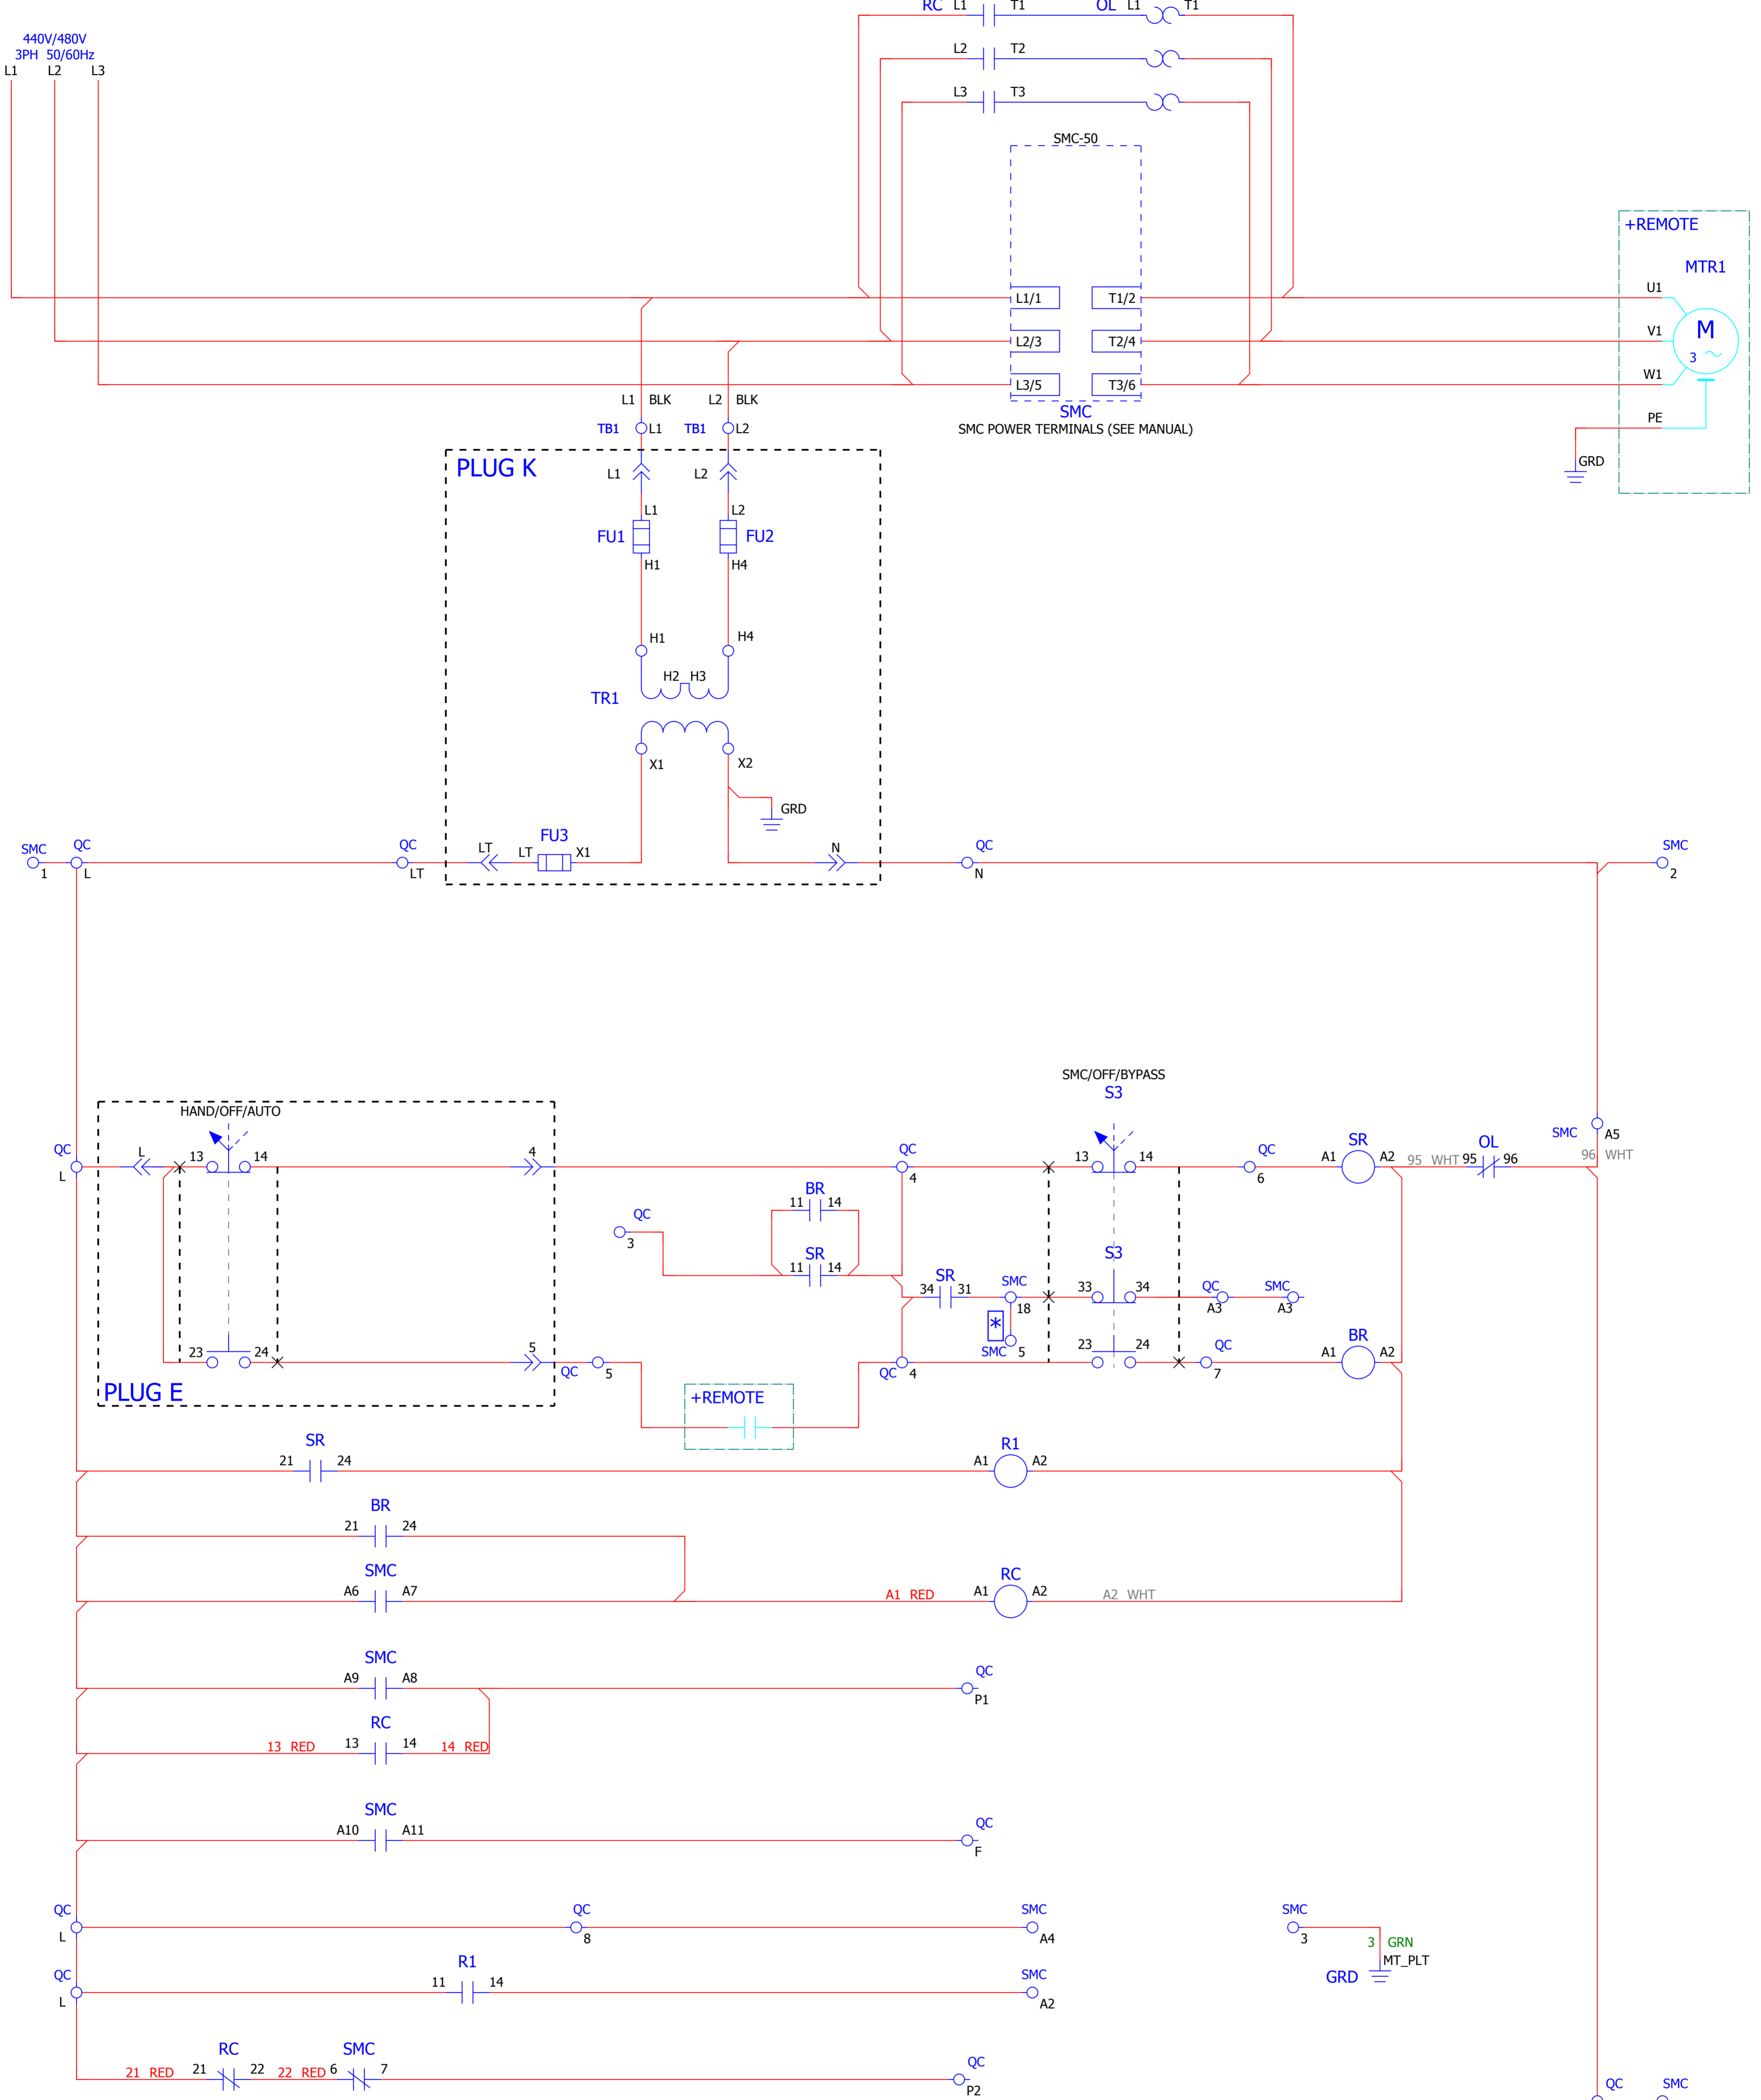 RC L1 T1 OL L1 T1
440V/480V
3PH 50/60Hz
L1 L2 L3
L2 T2
L3 T3
SMC-50
+REMOTE
MTR1
L1/1 T1/2 U1
L2/3 T2/4 V1
M
3
L3/5 T3/6 W1
SMC
SMC POWER TERMINALS (SEE MANUAL)
L1 BLK L2 BLK
TB1 L1 TB1 L2
PE
GRD
PLUG K
L1 L2
L1 L2
FU1 FU2
H1 H4
H1 H4
H2 H3
TR1
X1 X2
GRD
SMC QC QC LT FU3 N QC SMC
LT X1
1 L LT N 2
SMC/OFF/BYPASS
S3
HAND/OFF/AUTO
QC L 13 14 4 QC 13 14 QC SR OL SMC A5
L 4 6 A1 A2 95 WHT 95 96 96 WHT
BR
11 14
QC
3
SR
11 14
S3
SR SMC QC SMC
34 31 18 33 34 A3 A3
*
SMC 5
23 24 5 QC 5 QC 4 23 24 QC 7 BR A1 A2
PLUG E
+REMOTE
SR R1
21 24 A1 A2
BR
21 24
SMC RC
A6 A7 A1 RED A1 A2 A2 WHT
SMC QC
A9 A8 P1
RC
13 RED 13 14 14 RED
SMC QC
A10 A11 F
QC QC SMC SMC
L 8 A4 3
3 GRN
MT_PLT
GRD
QC R1 SMC
L 11 14 A2
RC SMC QC
21 RED 21 22 22 RED 6 7 P2
QC SMC